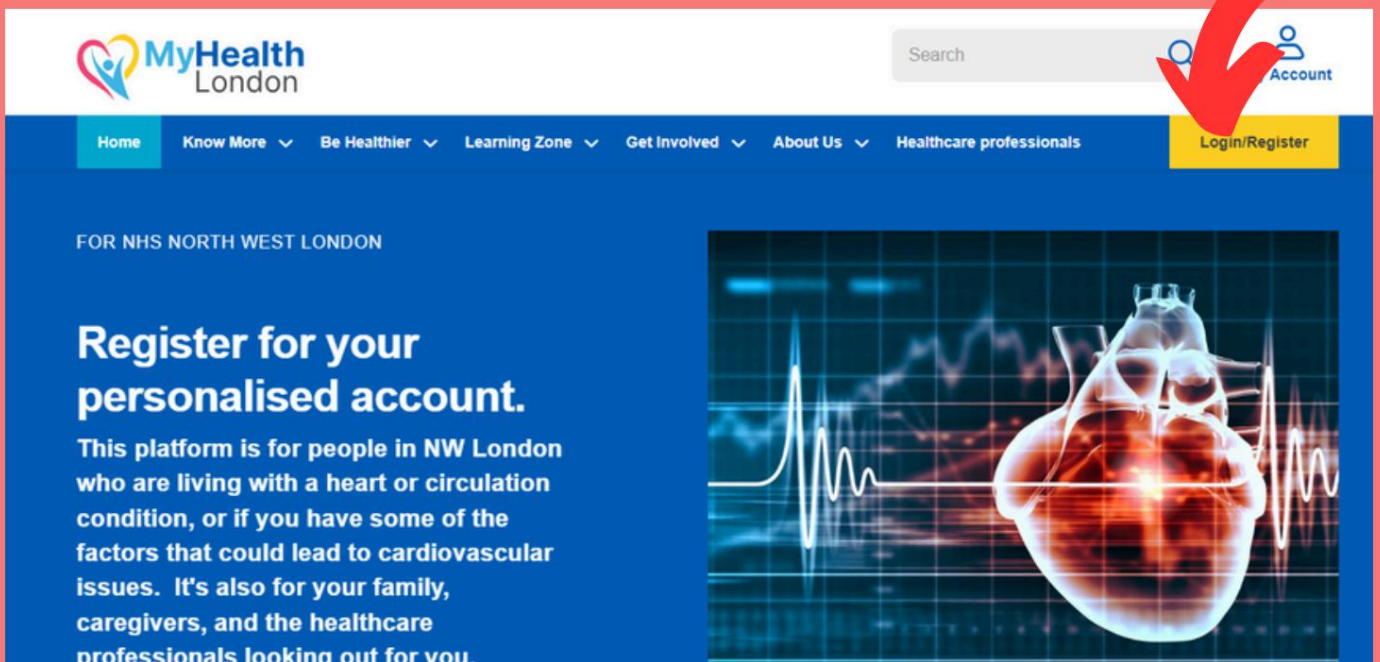 MyHealth
London
Search
Account
Home Know More Be Healthier Learning Zone Get Involved About Us Healthcare professionals Login/Register
FOR NHS NORTH WEST LONDON
Register for your
personalised account.
This platform is for people in NW London
who are living with a heart or circulation
condition, or if you have some of the
factors that could lead to cardiovascular
issues. It's also for your family,
caregivers, and the healthcare
professionals looking out for you.